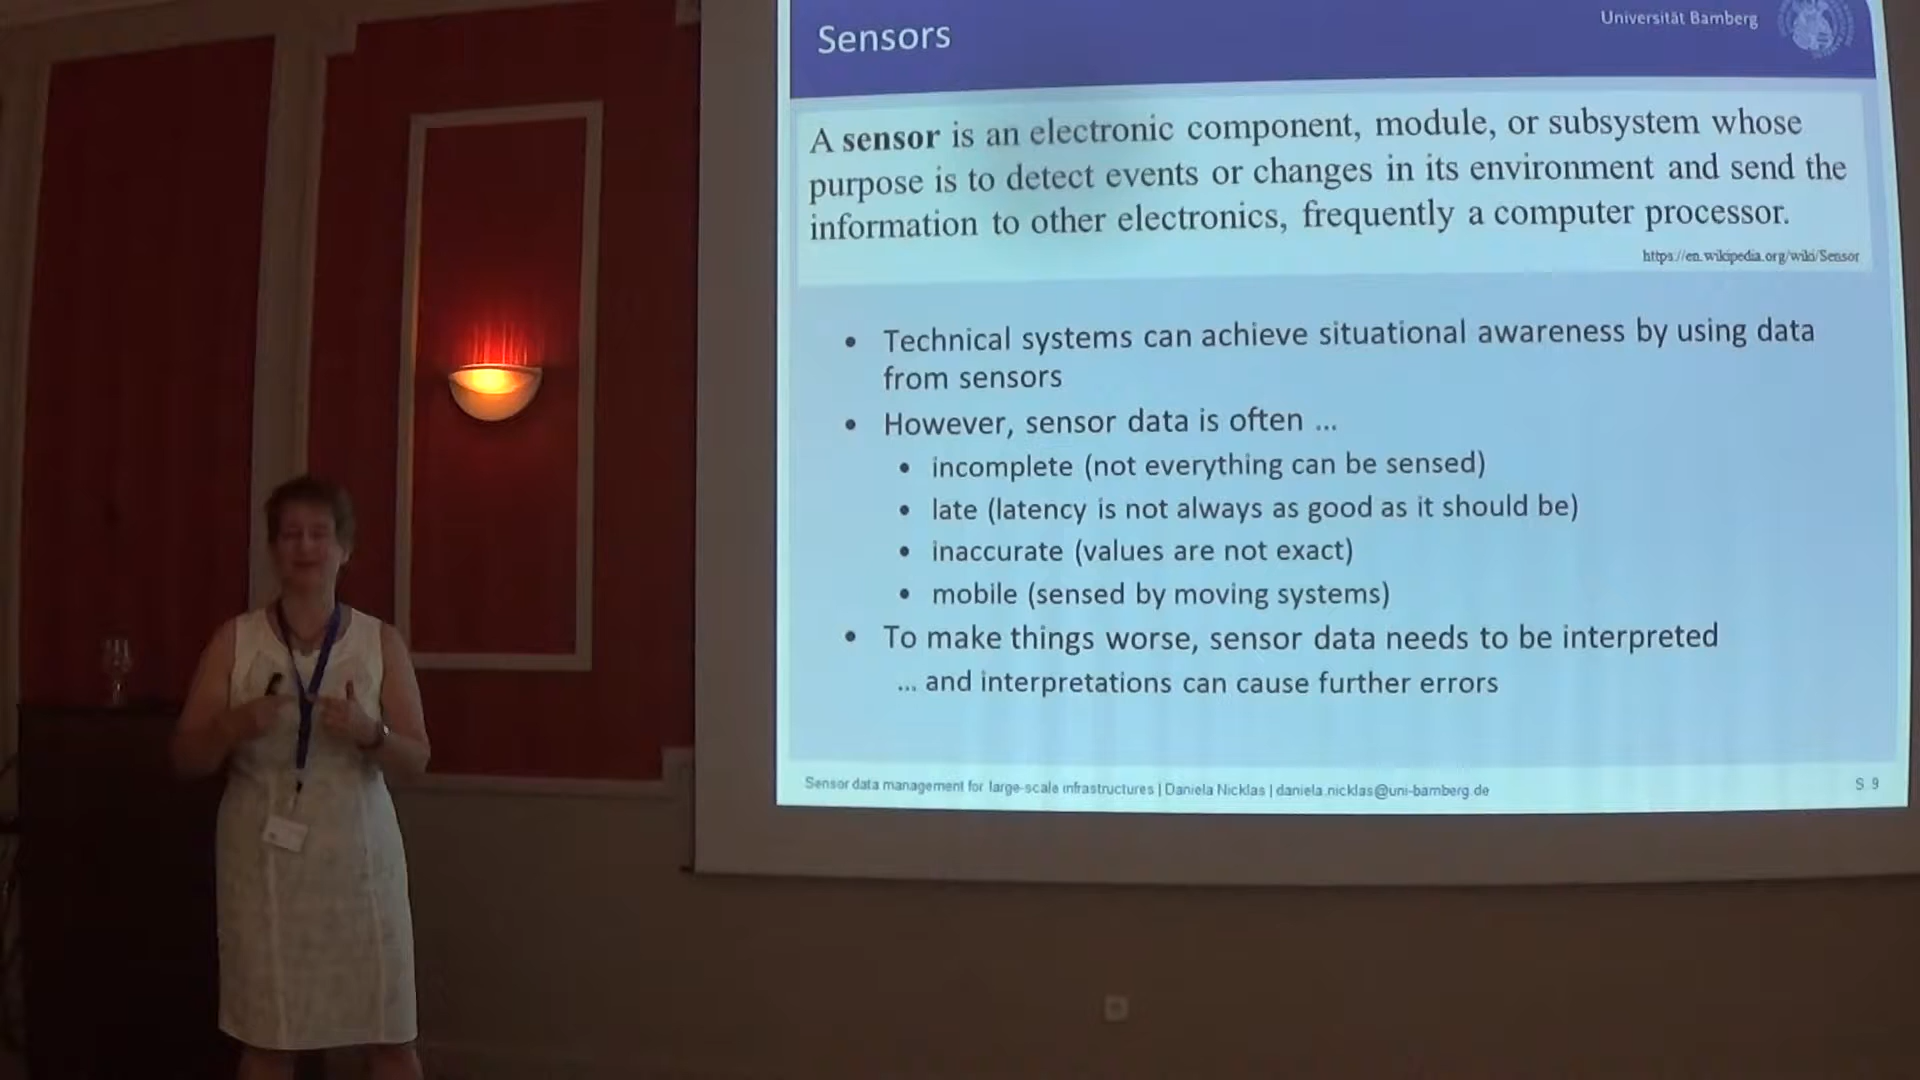 Sensors
Universität Bamberg
A sensor is an electronic component, module, or subsystem whose
purpose is to detect events or changes in its environment and send the
information to other electronics, frequently a computer processor.
https://en.wikipedia.org/wiki/Sensor
• Technical systems can achieve situational awareness by using data
from sensors
• However, sensor data is often ...
• incomplete (not everything can be sensed)
• late (latency is not always as good as it should be)
• inaccurate (values are not exact)
• mobile (sensed by moving systems)
• To make things worse, sensor data needs to be interpreted
... and interpretations can cause further errors
Sensor data management for large-scale infrastructures | Daniela Nicklas | daniela.nicklas@uni-bamberg.de
S. 9